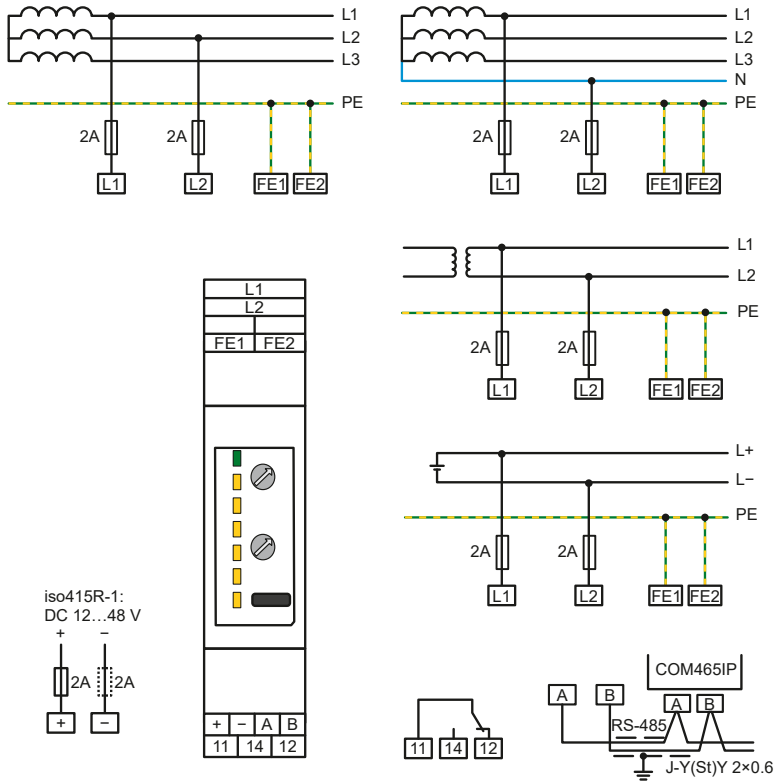 L1
L2
L3
PE
2A
2A
L1
L2
FE1
FE2
L1
L2
L3
N
PE
2A
2A
L1
L2
FE1
FE2
L1
L2
PE
2A
2A
L1
L2
FE1
FE2
L1
L2
FE1
FE2
+
−
A
B
11
14
12
L+
L−
PE
2A
2A
L1
L2
FE1
FE2
iso415R-1:
DC 12...48 V
+
−
2A
2A
+
−
11
14
12
A
B
COM465IP
A
B
RS-485
J-Y(St)Y 2×0.6